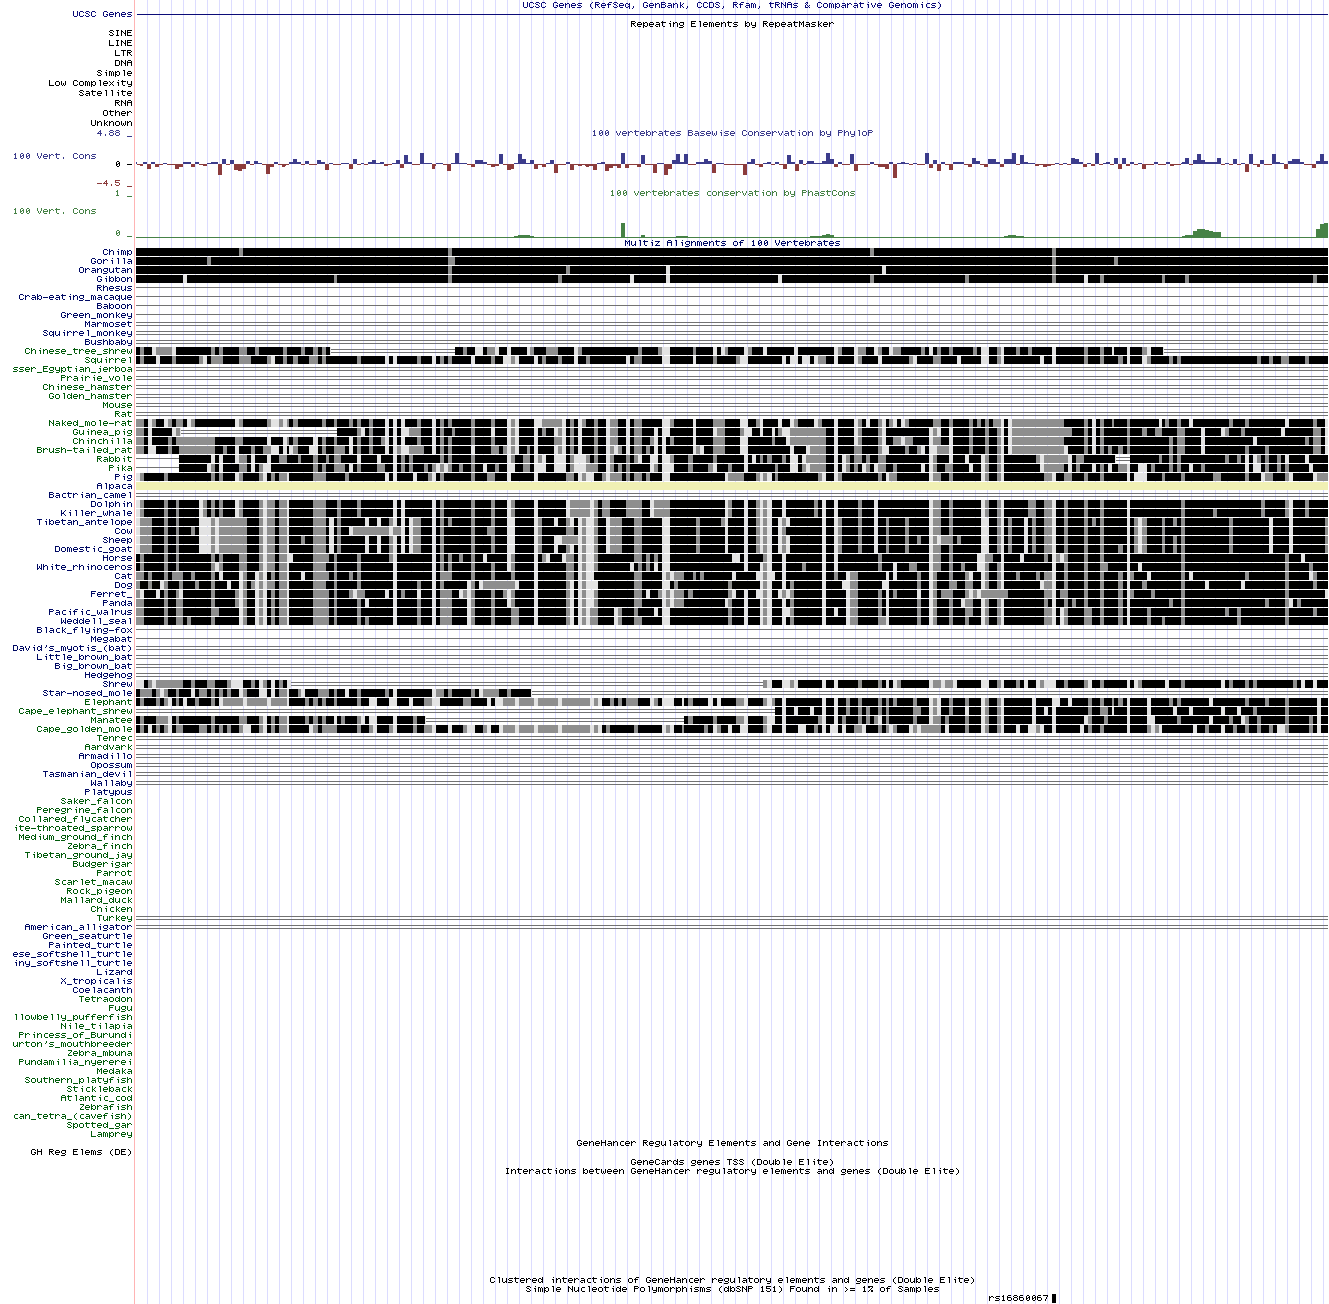 UCSC Genes (RefSeq, GenBank, CCDS, Rfam, tRNAs & Comparative Genomics)
UCSC Genes
Repeating Elements by RepeatMasker
SINE
LINE
LTR
DNA
Simple
Low Complexity
Satellite
RNA
Other
Unknown
100 vertebrates Basewise Conservation by PhyloP
4.88 _
100 Vert. Cons
0 -
-4.5 _
100 vertebrates conservation by PhastCons
1 _
100 Vert. Cons
0 _
Multiz Alignments of 100 Vertebrates
Chimp
Gorilla
Orangutan
Gibbon
Rhesus
Crab-eating_macaque
Baboon
Green_monkey
Marmoset
Squirrel_monkey
Bushbaby
Chinese_tree_shrew
Squirrel
sser_Egyptian_jerboa
Prairie_vole
Chinese_hamster
Golden_hamster
Mouse
Rat
Naked_mole-rat
Guinea_pig
Chinchilla
Brush-tailed_rat
Rabbit
Pika
Pig
Alpaca
Bactrian_camel
Dolphin
Killer_whale
Tibetan_antelope
Cow
Sheep
Domestic_goat
Horse
White_rhinoceros
Cat
Dog
Ferret_
Panda
Pacific_walrus
Weddell_seal
Black_flying-fox
Megabat
David's_myotis_(bat)
Little_brown_bat
Big_brown_bat
Hedgehog
Shrew
Star-nosed_mole
Elephant
Cape_elephant_shrew
Manatee
Cape_golden_mole
Tenrec
Aardvark
Armadillo
Opossum
Tasmanian_devil
Wallaby
Platypus
Saker_falcon
Peregrine_falcon
Collared_flycatcher
ite-throated_sparrow
Medium_ground_finch
Zebra_finch
Tibetan_ground_jay
Budgerigar
Parrot
Scarlet_macaw
Rock_pigeon
Mallard_duck
Chicken
Turkey
American_alligator
Green_seaturtle
Painted_turtle
ese_softshell_turtle
iny_softshell_turtle
Lizard
X_tropicalis
Coelacanth
Tetraodon
Fugu
llowbelly_pufferfish
Nile_tilapia
Princess_of_Burundi
urton's_mouthbreeder
Zebra_mbuna
Pundamilia_nyererei
Medaka
Southern_platyfish
Stickleback
Atlantic_cod
Zebrafish
can_tetra_(cavefish)
Spotted_gar
Lamprey
GeneHancer Regulatory Elements and Gene Interactions
GH Reg Elems (DE)
GeneCards genes TSS (Double Elite)
Interactions between GeneHancer regulatory elements and genes (Double Elite)
Clustered interactions of GeneHancer regulatory elements and genes (Double Elite)
Simple Nucleotide Polymorphisms (dbSNP 151) Found in >= 1% of Samples
rs16860067